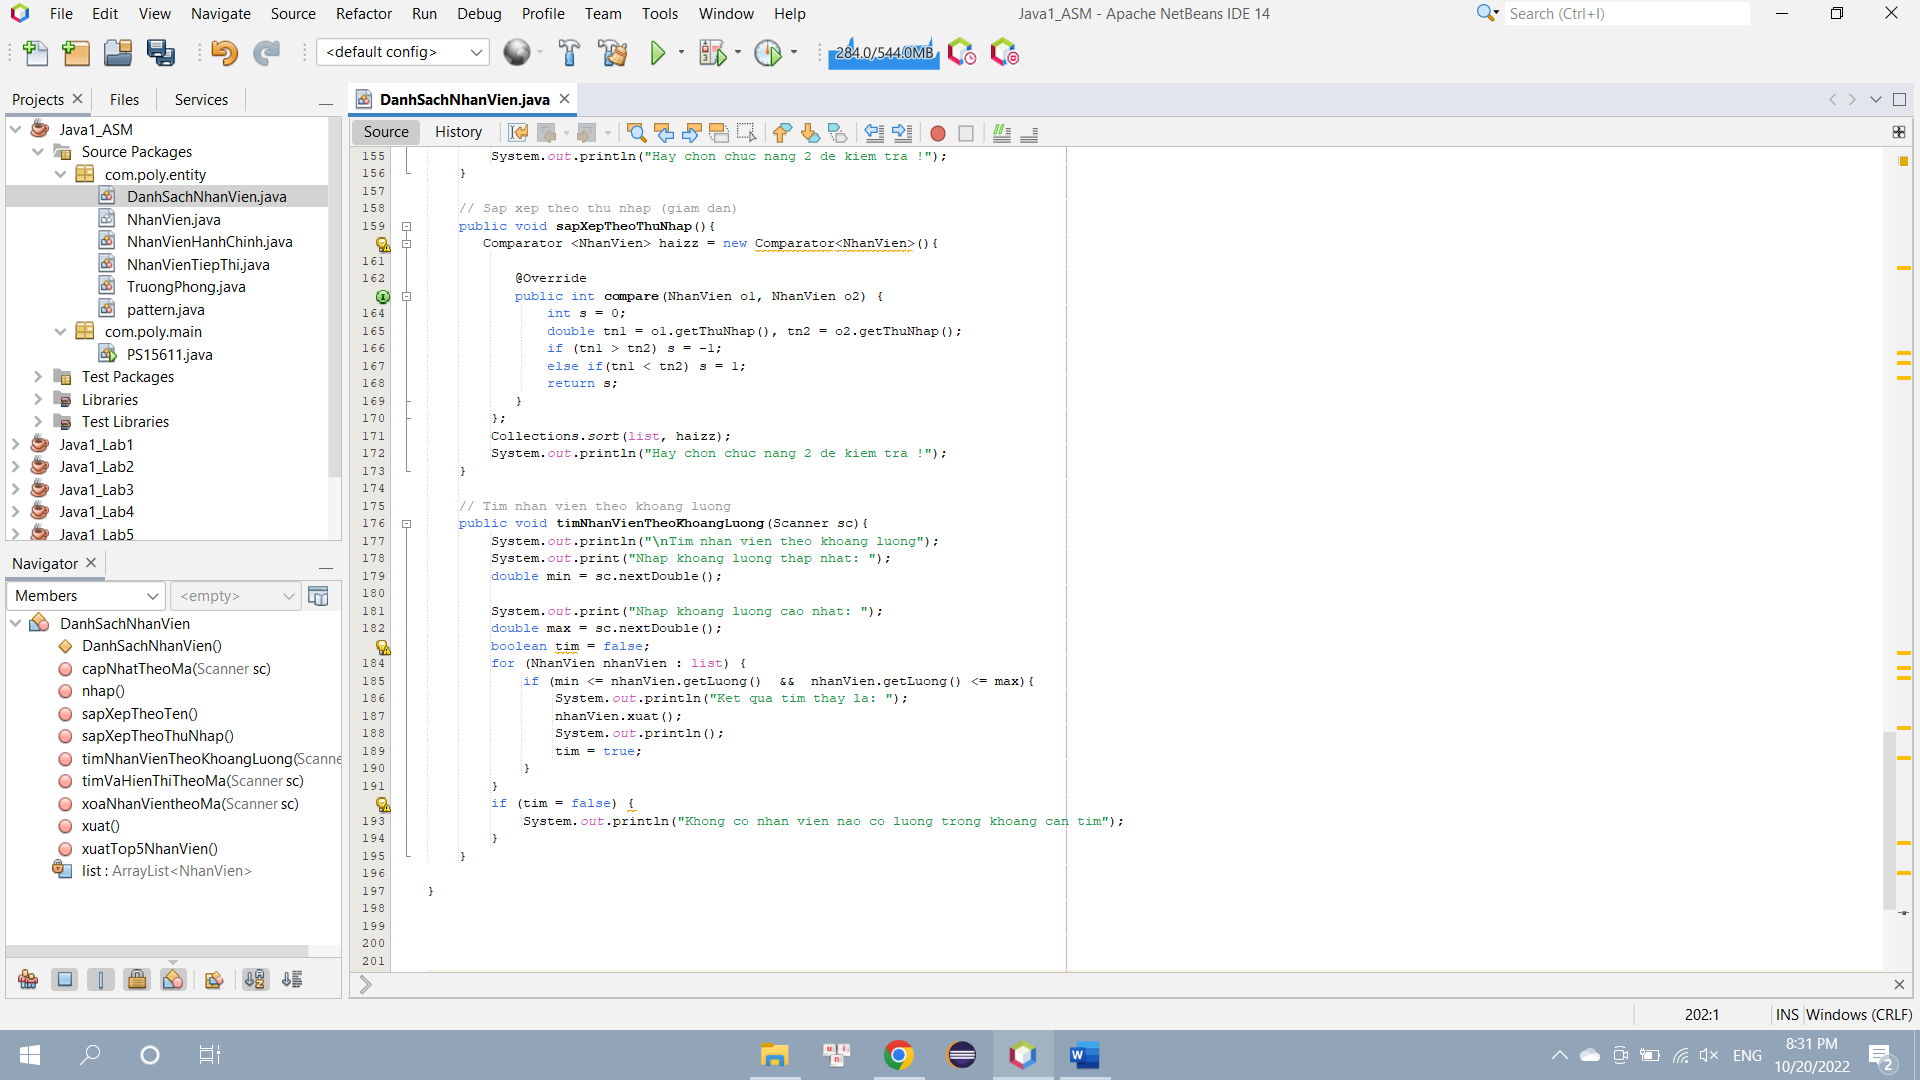 File Edit View Navigate Source Refactor Run Debug Profile Team Tools Window Help
Java1_ASM - Apache NetBeans IDE 14
Search (Ctrl+I)
<default config>
284.0/544.0MB
Projects Files Services
DanhSachNhanVien.java
Source History
Java1_ASM
Source Packages
com.poly.entity
DanhSachNhanVien.java
NhanVien.java
NhanVienHanhChinh.java
NhanVienTiepThi.java
TruongPhong.java
pattern.java
com.poly.main
PS15611.java
Test Packages
Libraries
Test Libraries
Java1_Lab1
Java1_Lab2
Java1_Lab3
Java1_Lab4
Java1_Lab5
Navigator
Members <empty>
DanhSachNhanVien
DanhSachNhanVien()
capNhatTheoMa(Scanner sc)
nhap()
sapXepTheoTen()
sapXepTheoThuNhap()
timNhanVienTheoKhoangLuong(Scanne
timVaHienThiTheoMa(Scanner sc)
xoaNhanVientheoMa(Scanner sc)
xuat()
xuatTop5NhanVien()
list : ArrayList<NhanVien>
155 System.out.println("Hay chon chuc nang 2 de kiem tra !");
156 }
157
158 // Sap xep theo thu nhap (giam dan)
159 public void sapXepTheoThuNhap(){
Comparator <NhanVien> haizz = new Comparator<NhanVien>(){
161
162 @Override
public int compare(NhanVien o1, NhanVien o2) {
164 int s = 0;
165 double tn1 = o1.getThuNhap(), tn2 = o2.getThuNhap();
166 if (tn1 > tn2) s = -1;
167 else if(tn1 < tn2) s = 1;
168 return s;
169 }
170 };
171 Collections.sort(list, haizz);
172 System.out.println("Hay chon chuc nang 2 de kiem tra !");
173 }
174
175 // Tim nhan vien theo khoang luong
176 public void timNhanVienTheoKhoangLuong(Scanner sc){
177 System.out.println("\nTim nhan vien theo khoang luong");
178 System.out.print("Nhap khoang luong thap nhat: ");
179 double min = sc.nextDouble();
180
181 System.out.print("Nhap khoang luong cao nhat: ");
182 double max = sc.nextDouble();
boolean tim = false;
184 for (NhanVien nhanVien : list) {
185 if (min <= nhanVien.getLuong() && nhanVien.getLuong() <= max){
186 System.out.println("Ket qua tim thay la: ");
187 nhanVien.xuat();
188 System.out.println();
189 tim = true;
190 }
191 }
if (tim = false) {
193 System.out.println("Khong co nhan vien nao co luong trong khoang can tim");
194 }
195 }
196
197 }
198
199
200
201
202:1 INS Windows (CRLF)
ENG
8:31 PM
10/20/2022
2